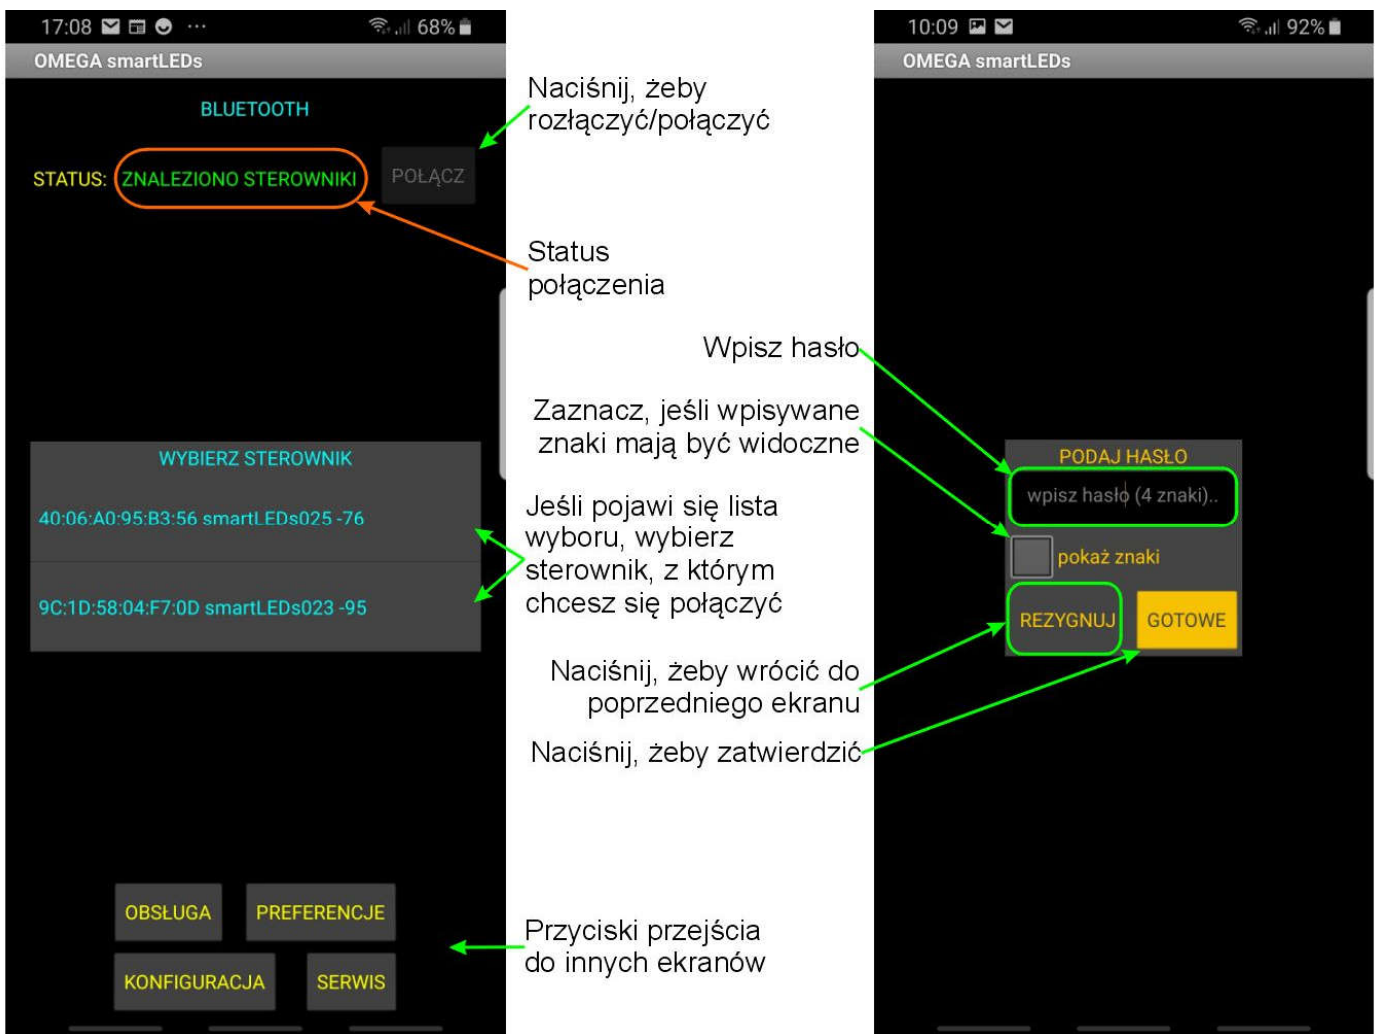 17:08 68%
OMEGA smartLEDs
BLUETOOTH
STATUS: ZNALEZIONO STEROWNIKI POŁĄCZ
WYBIERZ STEROWNIK
40:06:A0:95:B3:56 smartLEDs025 -76
9C:1D:58:04:F7:0D smartLEDs023 -95
OBSŁUGA PREFERENCJE
KONFIGURACJA SERWIS
Naciśnij, żeby
rozłączyć/połączyć
Status
połączenia
Wpisz hasło
Zaznacz, jeśli wpisywane
znaki mają być widoczne
Jeśli pojawi się lista
wyboru, wybierz
sterownik, z którym
chcesz się połączyć
Naciśnij, żeby wrócić do
poprzedniego ekranu
Naciśnij, żeby zatwierdzić
Przyciski przejścia
do innych ekranów
10:09 92%
OMEGA smartLEDs
PODAJ HASŁO
wpisz hasło (4 znaki)..
pokaż znaki
REZYGNUJ GOTOWE